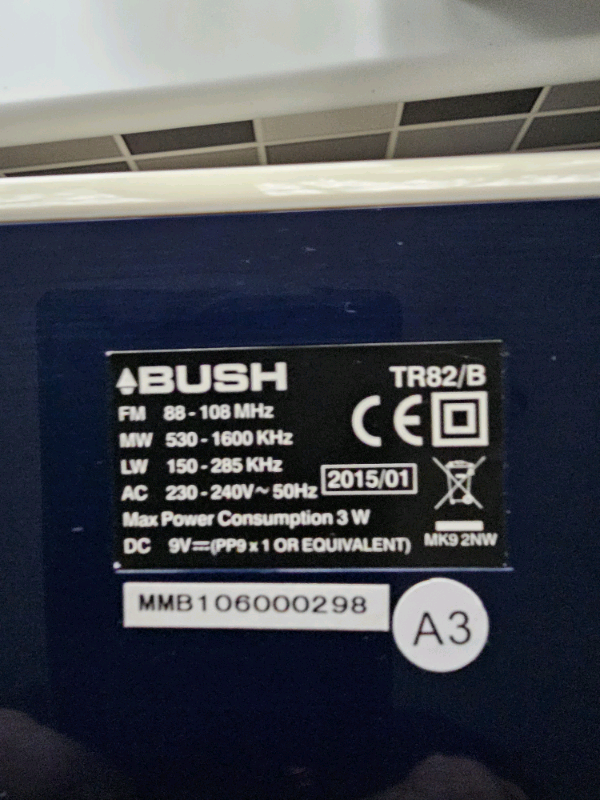 BUSH TR82/B
FM 88 - 108 MHz
MW 530 - 1600 KHz
LW 150 - 285 KHz
AC 230 - 240V ~ 50Hz
2015/01
Max Power Consumption 3 W
DC 9V⎓(PP9 x 1 OR EQUIVALENT)
CE
MK9 2NW
MMB106000298
A3